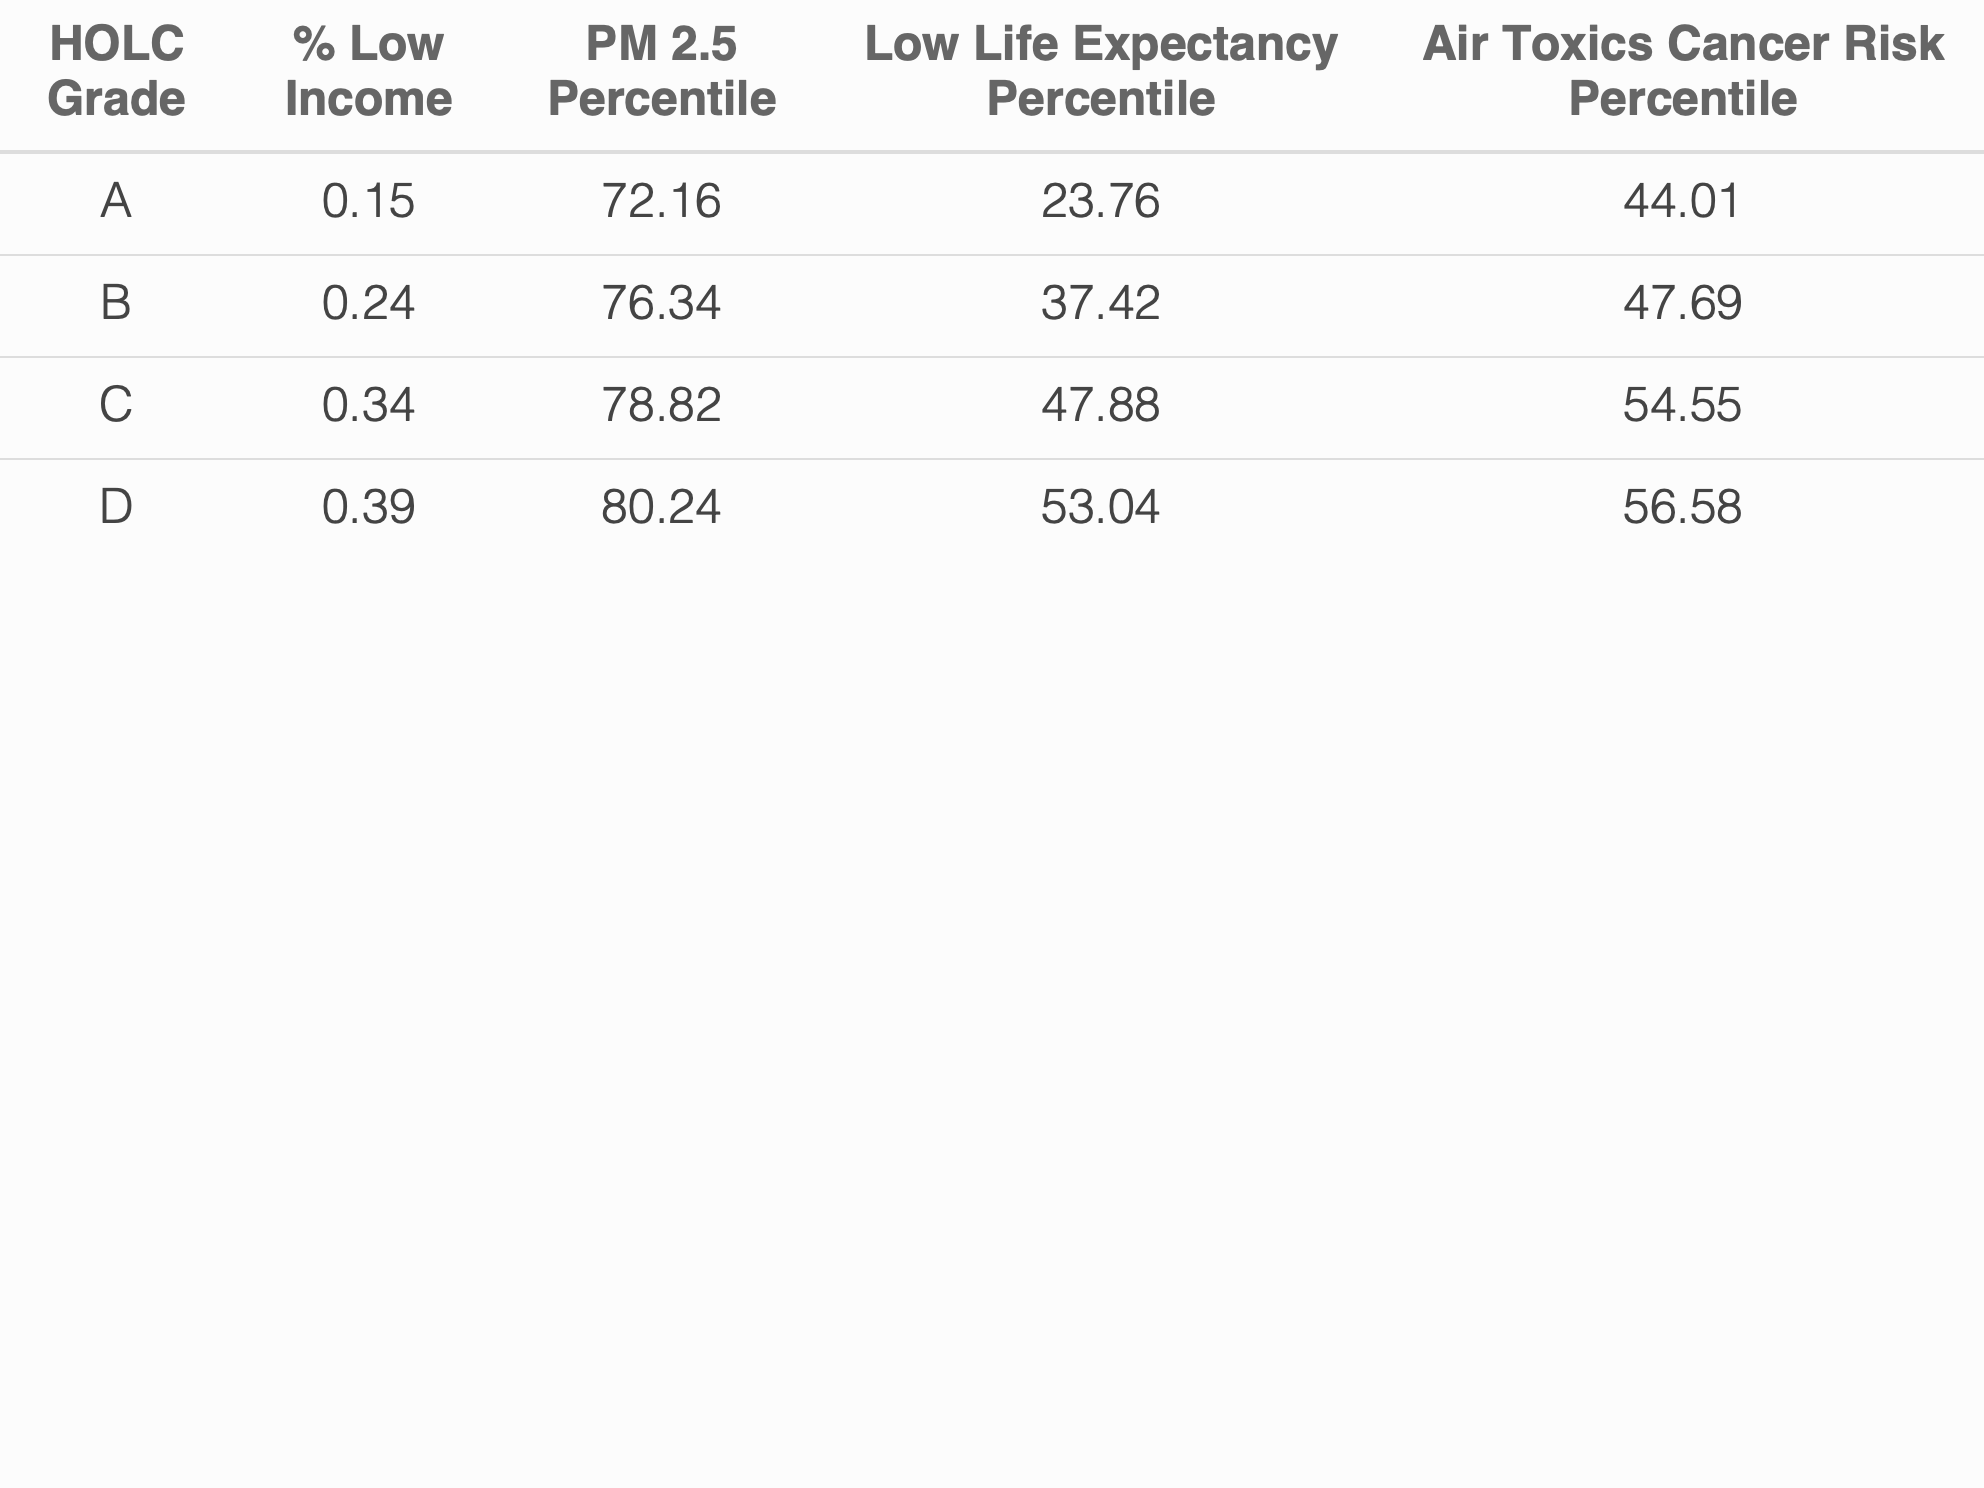 HOLC Grade % Low Income PM 2.5 Percentile Low Life Expectancy Percentile Air Toxics Cancer Risk Percentile
A 0.15 72.16 23.76 44.01
B 0.24 76.34 37.42 47.69
C 0.34 78.82 47.88 54.55
D 0.39 80.24 53.04 56.58